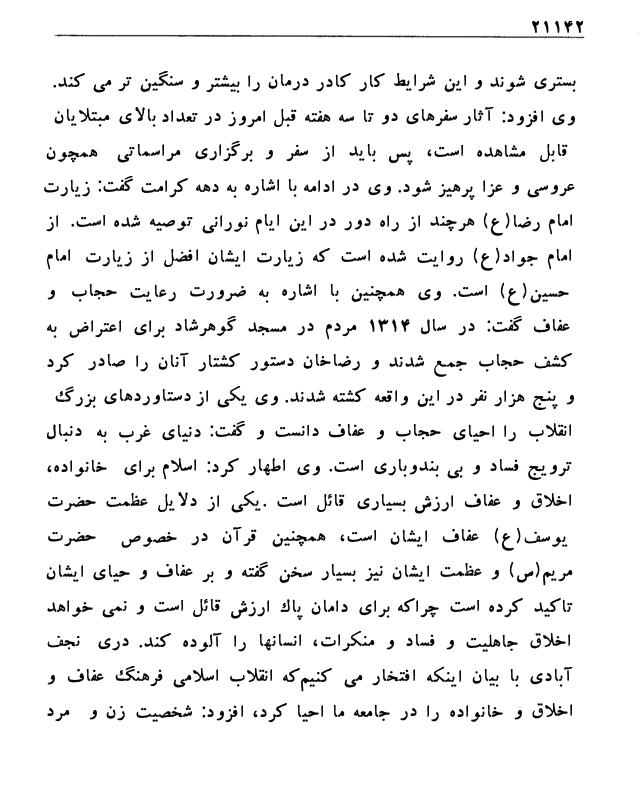 ۲۱۱۴۲
بستری شوند و این شرایط کار کادر درمان را بیشتر و سنگین تر می کند.
وی افزود: آثار سفرهای دو تا سه هفته قبل امروز در تعداد بالای مبتلایان
قابل مشاهده است، پس باید از سفر و برگزاری مراسماتی همچون
عروسی و عزا پرهیز شود. وی در ادامه با اشاره به دهه کرامت گفت: زیارت
امام رضا(ع) هرچند از راه دور در این ایام نورانی توصیه شده است. از
امام جواد(ع) روایت شده است که زیارت ایشان افضل از زیارت امام
حسین(ع) است. وی همچنین با اشاره به ضرورت رعایت حجاب و
عفاف گفت: در سال ۱۳۱۴ مردم در مسجد گوهرشاد برای اعتراض به
کشف حجاب جمع شدند و رضاخان دستور کشتار آنان را صادر کرد
و پنج هزار نفر در این واقعه کشته شدند. وی یکی از دستاوردهای بزرگ
انقلاب را احیای حجاب و عفاف دانست و گفت: دنیای غرب به دنبال
ترویج فساد و بی بندوباری است. وی اظهار کرد: اسلام برای خانواده،
اخلاق و عفاف ارزش بسیاری قائل است .یکی از دلایل عظمت حضرت
یوسف(ع) عفاف ایشان است، همچنین قرآن در خصوص حضرت
مریم(س) و عظمت ایشان نیز بسیار سخن گفته و بر عفاف و حیای ایشان
تاکید کرده است چراکه برای دامان پاك ارزش قائل است و نمی خواهد
اخلاق جاهلیت و فساد و منکرات، انسانها را آلوده کند. دری نجف
آبادی با بیان اینکه افتخار می کنیم‌که انقلاب اسلامی فرهنگ عفاف و
اخلاق و خانواده را در جامعه ما احیا کرد، افزود: شخصیت زن و مرد